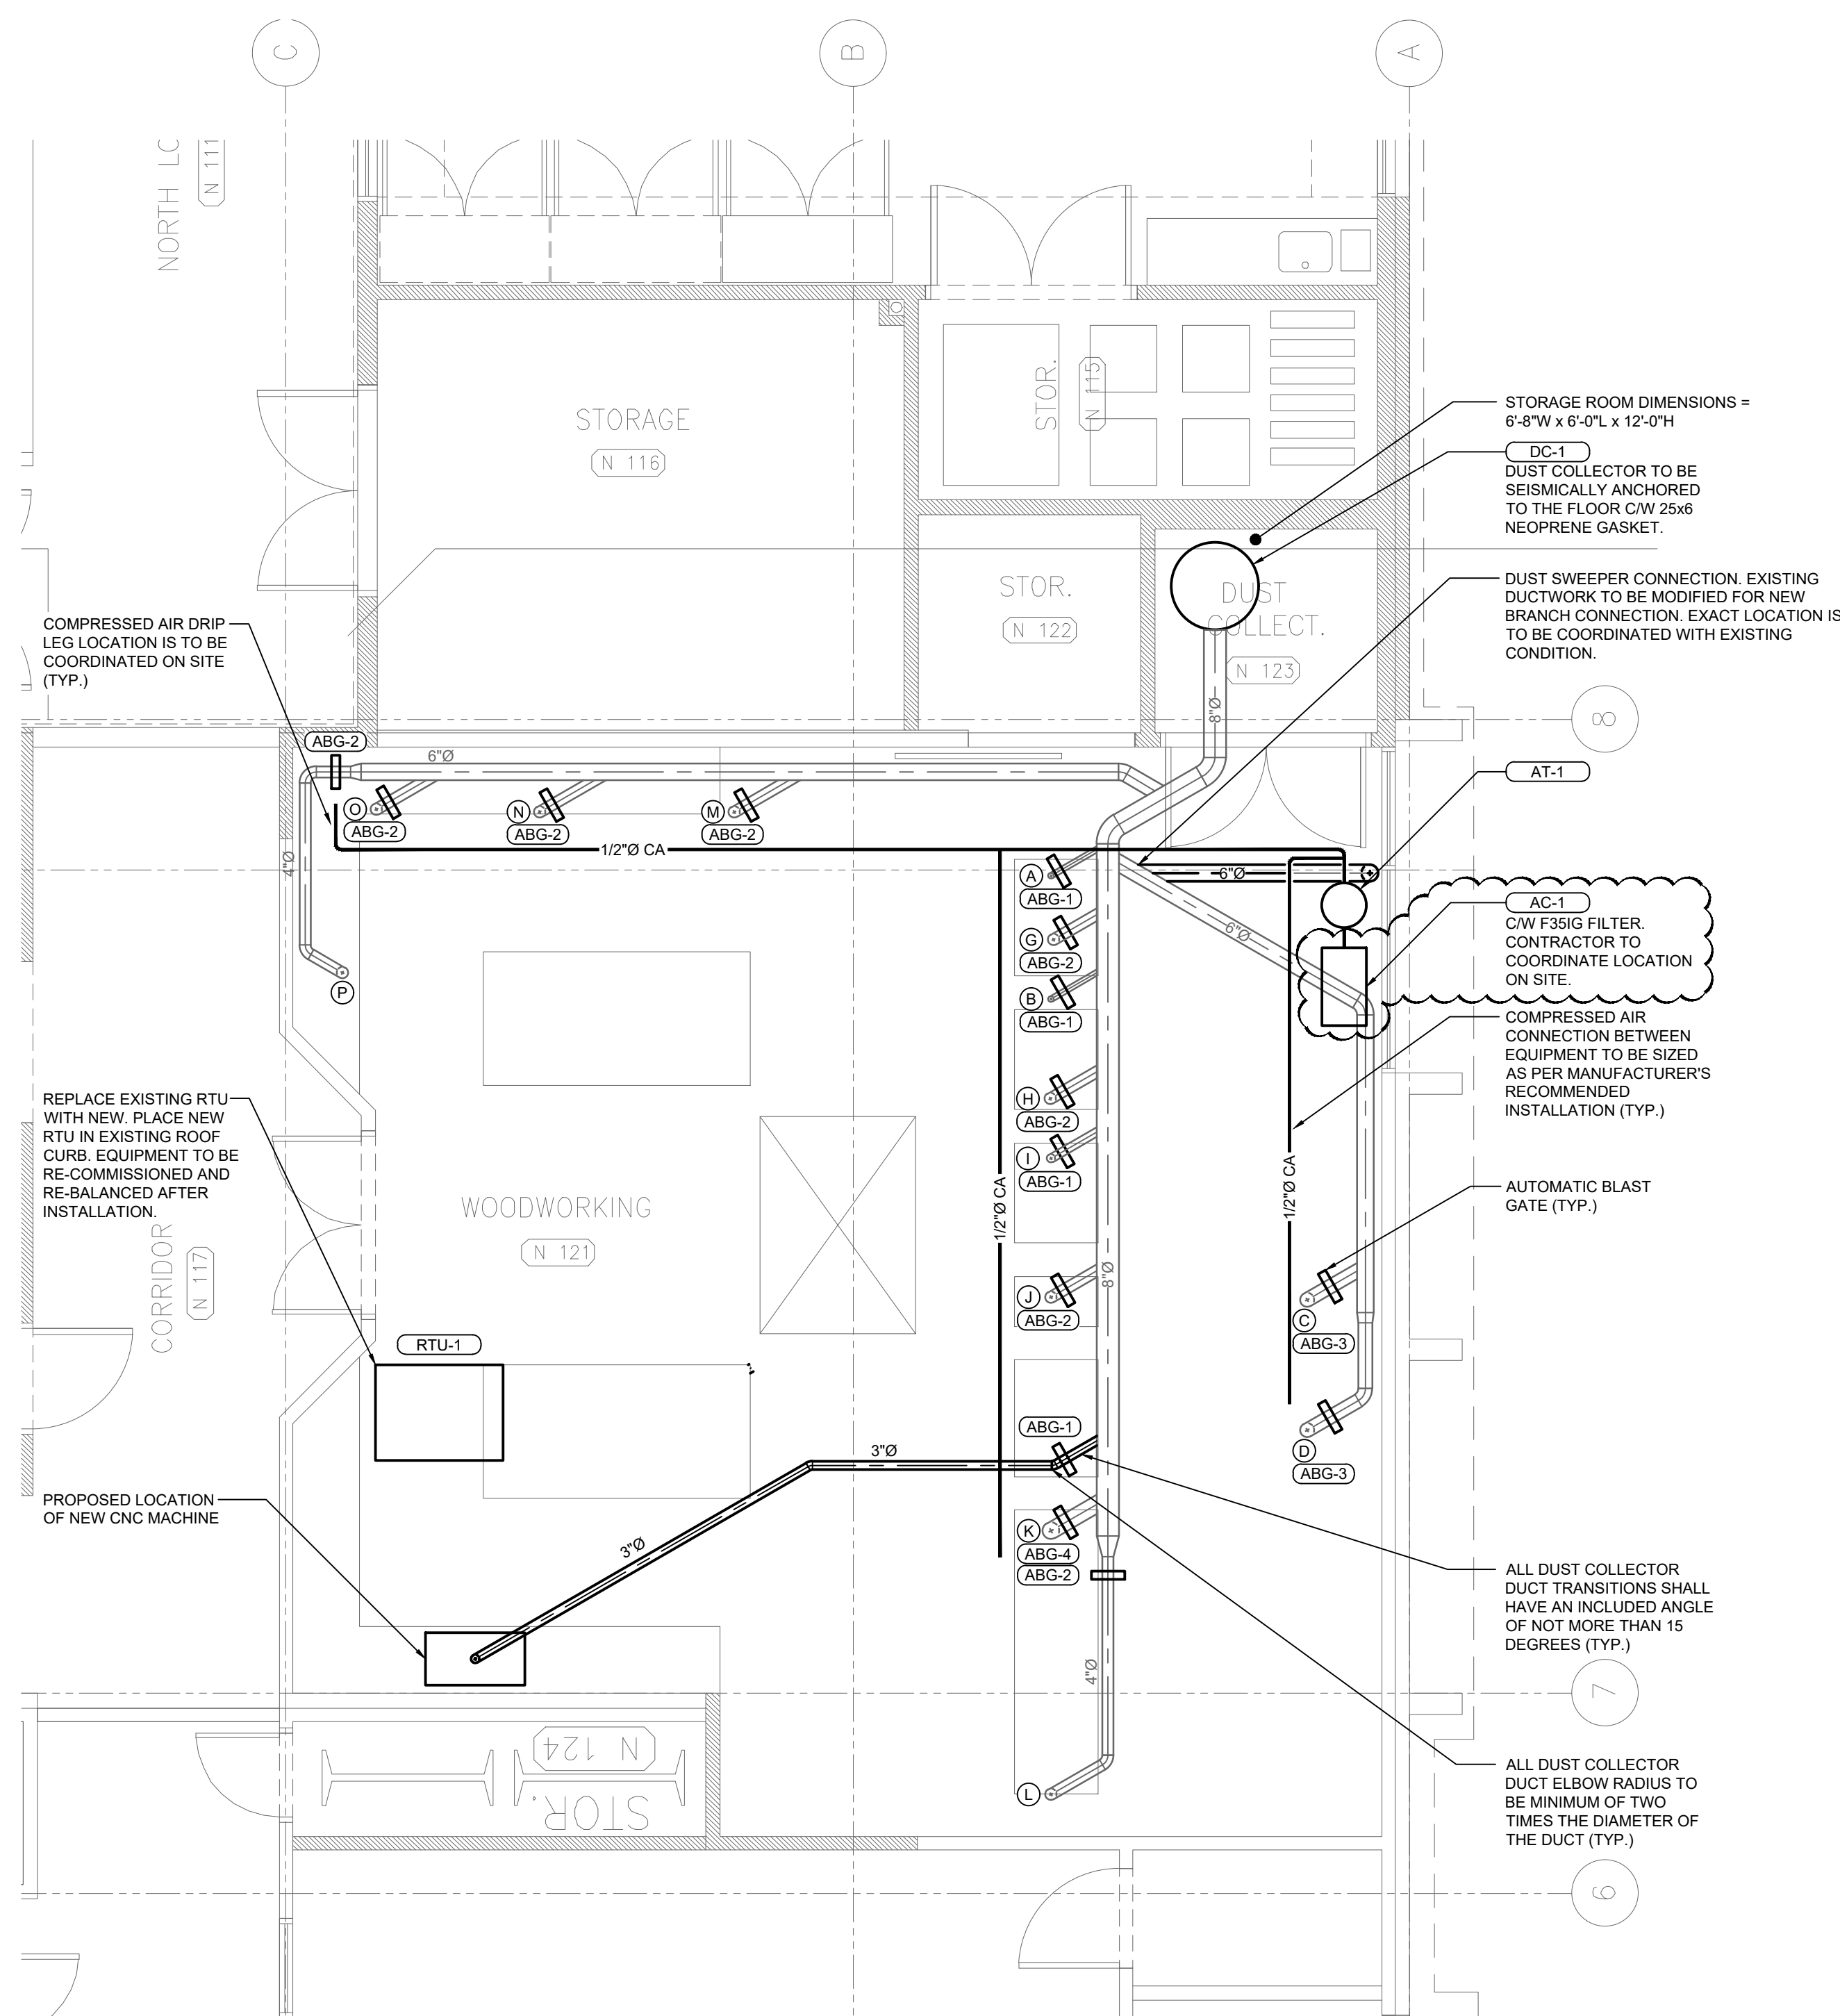 C
B
A
NORTH LC
N 111
STORAGE
N 116
STOR.
N 115
STORAGE ROOM DIMENSIONS =
6'-8"W x 6'-0"L x 12'-0"H
DC-1
DUST COLLECTOR TO BE
SEISMICALLY ANCHORED
TO THE FLOOR C/W 25x6
NEOPRENE GASKET.
STOR.
N 122
DUST
COLLECT.
N 123
DUST SWEEPER CONNECTION. EXISTING
DUCTWORK TO BE MODIFIED FOR NEW
BRANCH CONNECTION. EXACT LOCATION IS
TO BE COORDINATED WITH EXISTING
CONDITION.
COMPRESSED AIR DRIP
LEG LOCATION IS TO BE
COORDINATED ON SITE
(TYP.)
8"Ø
8
ABG-2
6"Ø
AT-1
O
ABG-2
N
ABG-2
M
ABG-2
1/2"Ø CA
4"Ø
A
ABG-1
6"Ø
AC-1
C/W F35IG FILTER.
CONTRACTOR TO
COORDINATE LOCATION
ON SITE.
G
ABG-2
6"Ø
P
B
ABG-1
COMPRESSED AIR
CONNECTION BETWEEN
EQUIPMENT TO BE SIZED
AS PER MANUFACTURER'S
RECOMMENDED
INSTALLATION (TYP.)
REPLACE EXISTING RTU
WITH NEW. PLACE NEW
RTU IN EXISTING ROOF
CURB. EQUIPMENT TO BE
RE-COMMISSIONED AND
RE-BALANCED AFTER
INSTALLATION.
H
ABG-2
I
ABG-1
1/2"Ø CA
1/2"Ø CA
AUTOMATIC BLAST
GATE (TYP.)
WOODWORKING
N 121
CORRIDOR
N 117
J
ABG-2
8"Ø
C
ABG-3
RTU-1
ABG-1
D
ABG-3
3"Ø
PROPOSED LOCATION
OF NEW CNC MACHINE
3"Ø
K
ABG-4
ABG-2
ALL DUST COLLECTOR
DUCT TRANSITIONS SHALL
HAVE AN INCLUDED ANGLE
OF NOT MORE THAN 15
DEGREES (TYP.)
4"Ø
7
N 124
STOR.
L
ALL DUST COLLECTOR
DUCT ELBOW RADIUS TO
BE MINIMUM OF TWO
TIMES THE DIAMETER OF
THE DUCT (TYP.)
6